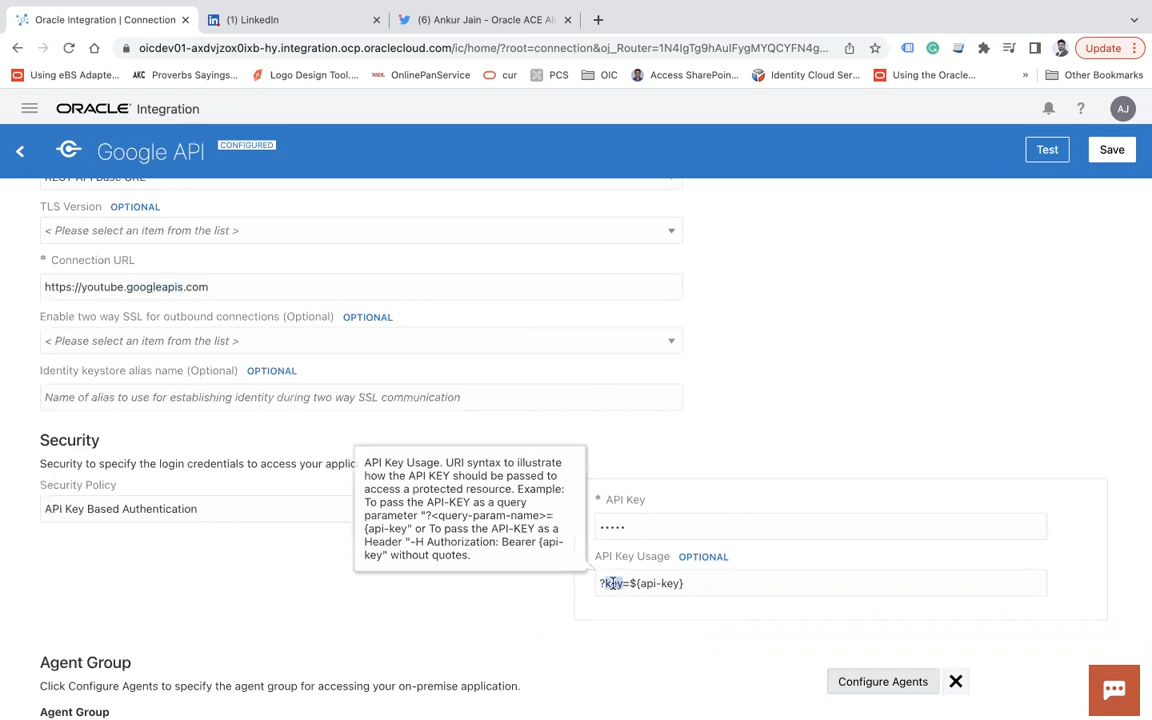 Oracle Integration | Connection
(1) LinkedIn
(6) Ankur Jain - Oracle ACE Al
oicdev01-axdvjzox0ixb-hy.integration.ocp.oraclecloud.com/ic/home/?root=connection&oj_Router=1N4IgTg9hAuIFygMYQCYFN4g...
Update
Using eBS Adapte...
AKC Proverbs Sayings...
Logo Design Tool....
OnlinePanService
cur
PCS
OIC
Access SharePoin...
Identity Cloud Ser...
Using the Oracle...
»
Other Bookmarks
ORACLE Integration
AJ
Google API
CONFIGURED
Test
Save
REST API Base URL
TLS Version OPTIONAL
< Please select an item from the list >
* Connection URL
https://youtube.googleapis.com
Enable two way SSL for outbound connections (Optional) OPTIONAL
< Please select an item from the list >
Identity keystore alias name (Optional) OPTIONAL
Name of alias to use for establishing identity during two way SSL communication
Security
Security to specify the login credentials to access your applic
Security Policy
API Key Based Authentication
API Key Usage. URI syntax to illustrate
how the API KEY should be passed to
access a protected resource. Example:
To pass the API-KEY as a query
parameter "?<query-param-name>=
{api-key" or To pass the API-KEY as a
Header "-H Authorization: Bearer {api-
key" without quotes.
* API Key
•••••
API Key Usage OPTIONAL
?key=${api-key}
Agent Group
Click Configure Agents to specify the agent group for accessing your on-premise application.
Configure Agents
Agent Group